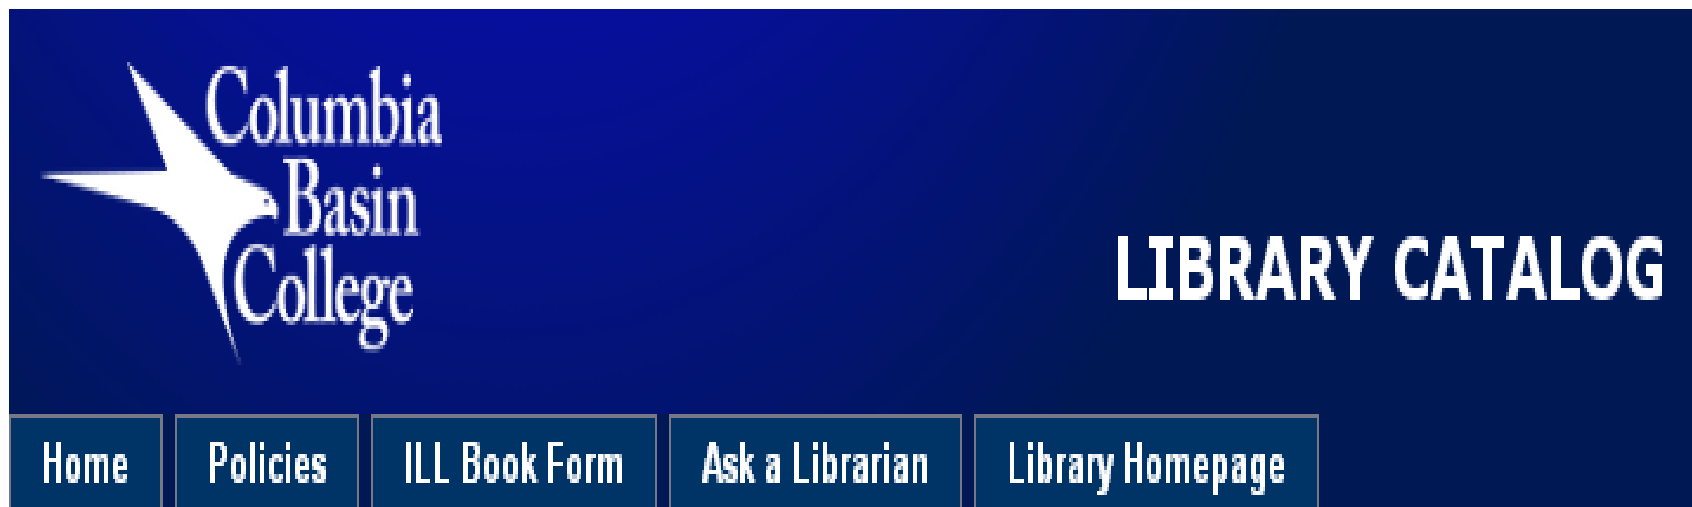 Columbia
Basin
College
LIBRARY CATALOG
Home Policies ILL Book Form Ask a Librarian Library Homepage